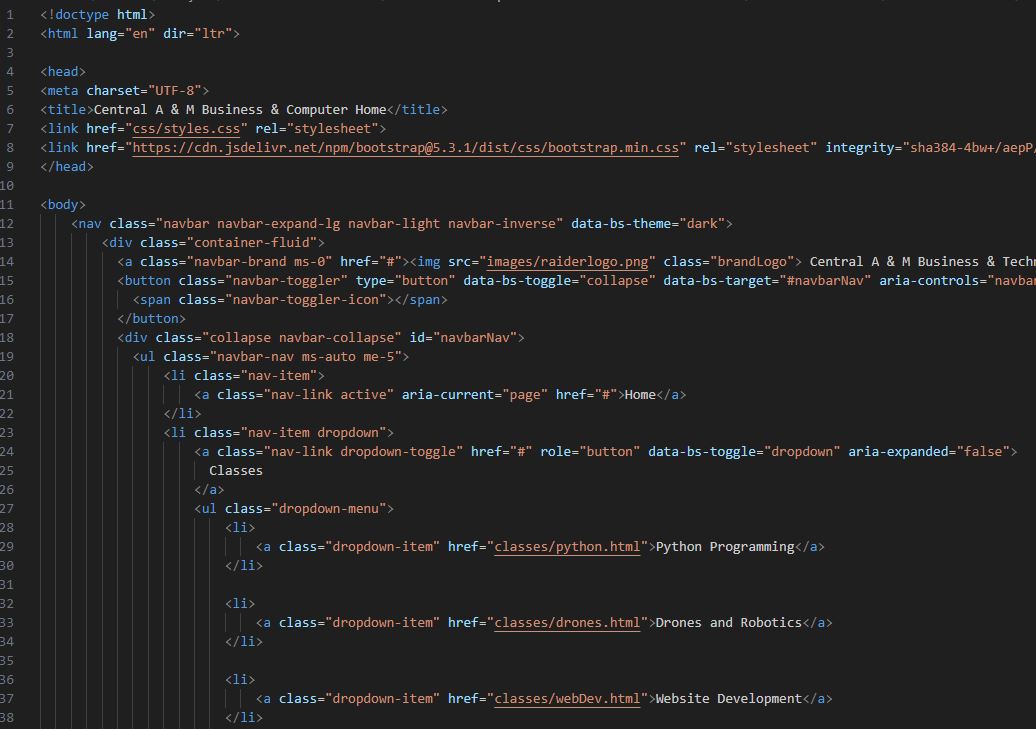 1 <!doctype html>
2 <html lang="en" dir="ltr">
3
4 <head>
5 <meta charset="UTF-8">
6 <title>Central A & M Business & Computer Home</title>
7 <link href="css/styles.css" rel="stylesheet">
8 <link href="https://cdn.jsdelivr.net/npm/bootstrap@5.3.1/dist/css/bootstrap.min.css" rel="stylesheet" integrity="sha384-4bw+/aepP/
9 </head>
10
11 <body>
12 <nav class="navbar navbar-expand-lg navbar-light navbar-inverse" data-bs-theme="dark">
13 <div class="container-fluid">
14 <a class="navbar-brand ms-0" href="#"><img src="images/raiderlogo.png" class="brandLogo"> Central A & M Business & Techn
15 <button class="navbar-toggler" type="button" data-bs-toggle="collapse" data-bs-target="#navbarNav" aria-controls="navbar
16 <span class="navbar-toggler-icon"></span>
17 </button>
18 <div class="collapse navbar-collapse" id="navbarNav">
19 <ul class="navbar-nav ms-auto me-5">
20 <li class="nav-item">
21 <a class="nav-link active" aria-current="page" href="#">Home</a>
22 </li>
23 <li class="nav-item dropdown">
24 <a class="nav-link dropdown-toggle" href="#" role="button" data-bs-toggle="dropdown" aria-expanded="false">
25 Classes
26 </a>
27 <ul class="dropdown-menu">
28 <li>
29 <a class="dropdown-item" href="classes/python.html">Python Programming</a>
30 </li>
31
32 <li>
33 <a class="dropdown-item" href="classes/drones.html">Drones and Robotics</a>
34 </li>
35
36 <li>
37 <a class="dropdown-item" href="classes/webDev.html">Website Development</a>
38 </li>